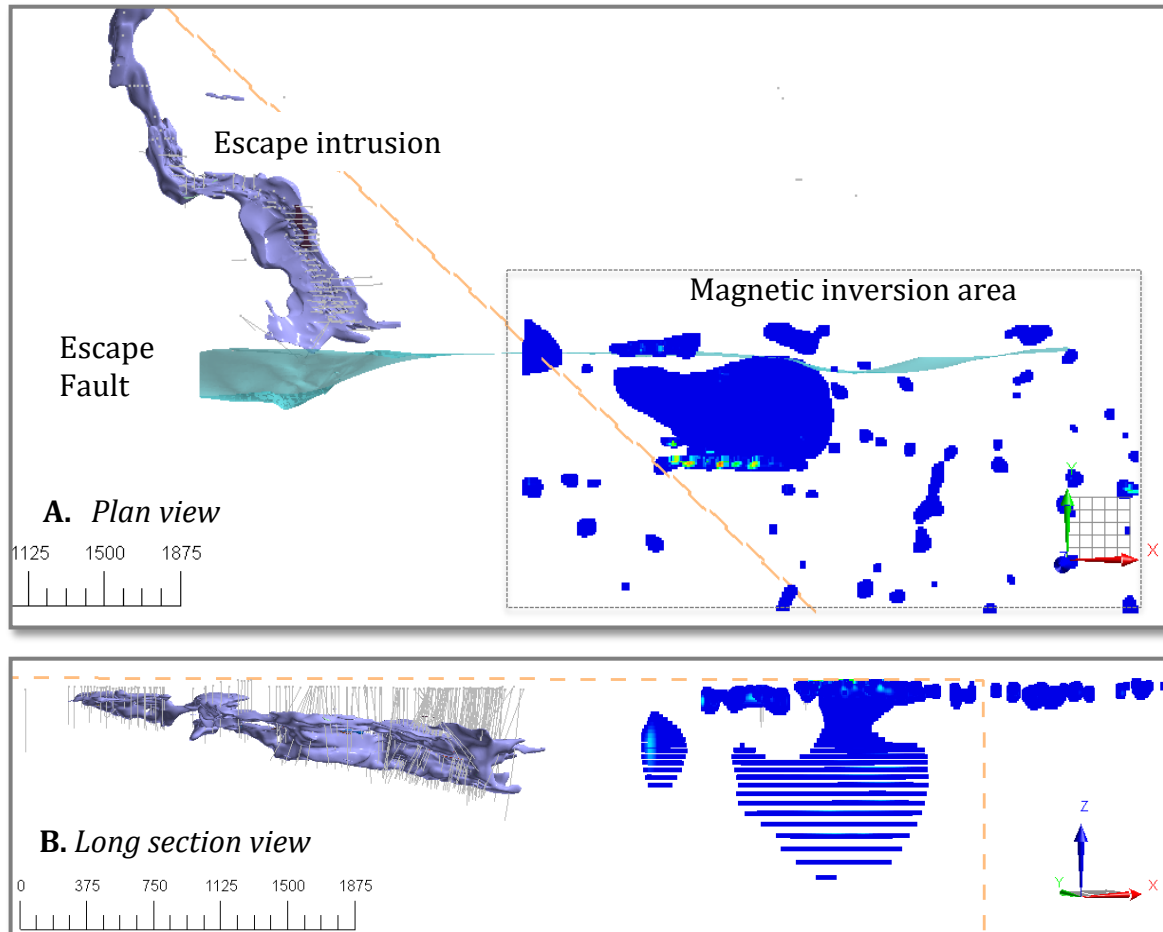 Escape intrusion
Magnetic inversion area
Escape
Fault
A. Plan view
Y
X
1125 1500 1875
B. Long section view
Z
Y
X
0 375 750 1125 1500 1875